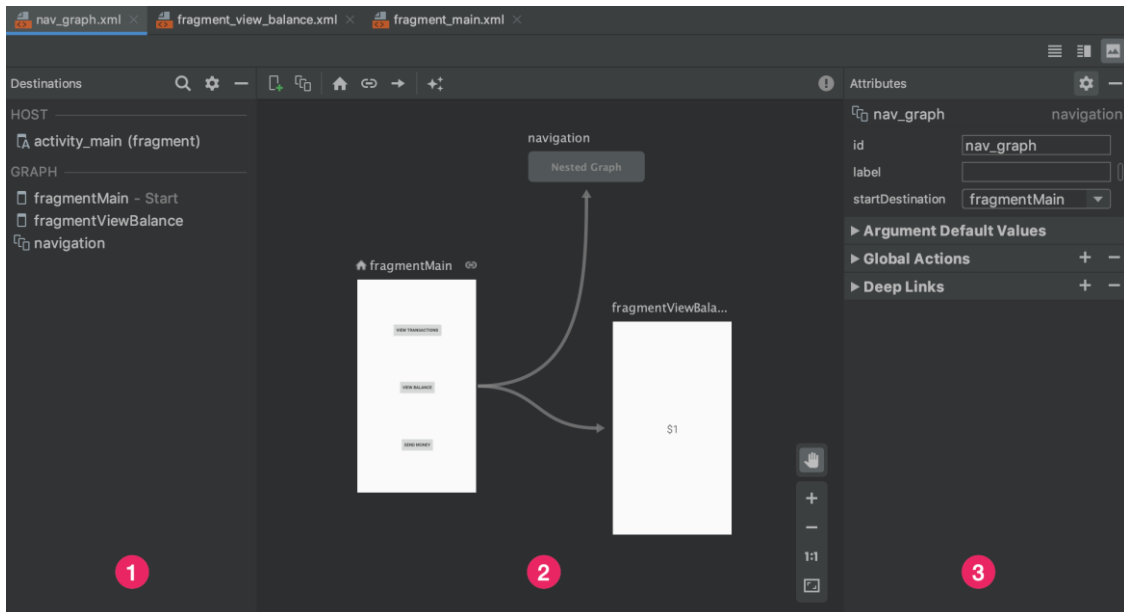 nav_graph.xml
fragment_view_balance.xml
fragment_main.xml
Destinations
HOST
activity_main (fragment)
GRAPH
fragmentMain - Start
fragmentViewBalance
navigation
navigation
Nested Graph
fragmentMain
VIEW TRANSACTIONS
VIEW BALANCE
SEND MONEY
fragmentViewBala...
$1
1:1
Attributes
nav_graph navigation
id nav_graph
label
startDestination fragmentMain
Argument Default Values
Global Actions
Deep Links
1
2
3